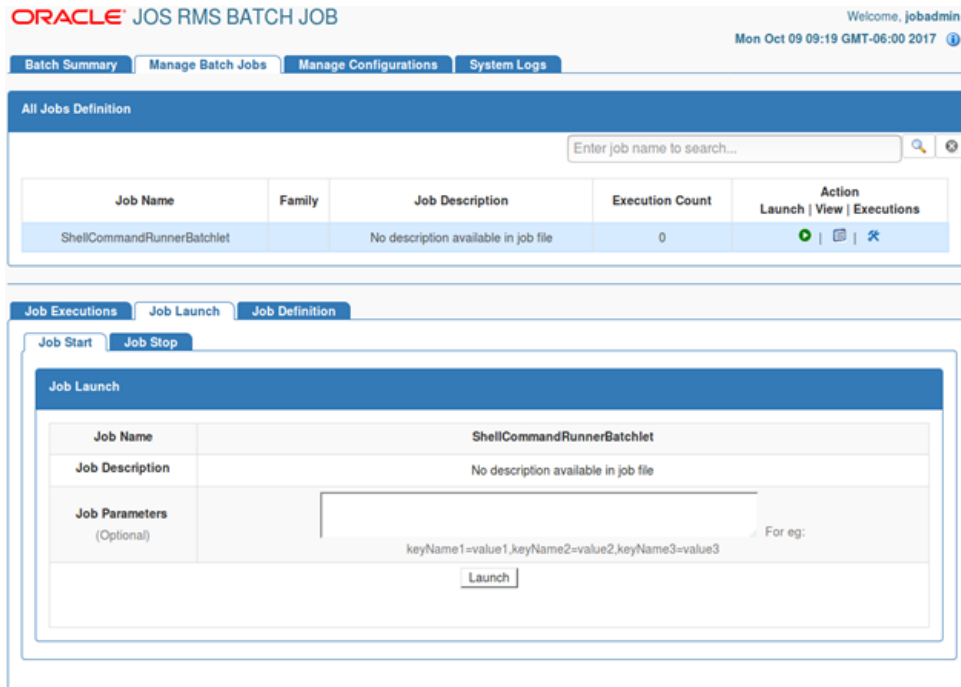 ORACLE® JOS RMS BATCH JOB
Welcome, jobadmin
Mon Oct 09 09:19 GMT-06:00 2017
Batch Summary Manage Batch Jobs Manage Configurations System Logs
All Jobs Definition
Enter job name to search...
Job Name Family Job Description Execution Count Action
Launch | View | Executions
ShellCommandRunnerBatchlet No description available in job file 0 | |
Job Executions Job Launch Job Definition
Job Start Job Stop
Job Launch
Job Name ShellCommandRunnerBatchlet
Job Description No description available in job file
Job Parameters
(Optional) For eg:
keyName1=value1,keyName2=value2,keyName3=value3
Launch